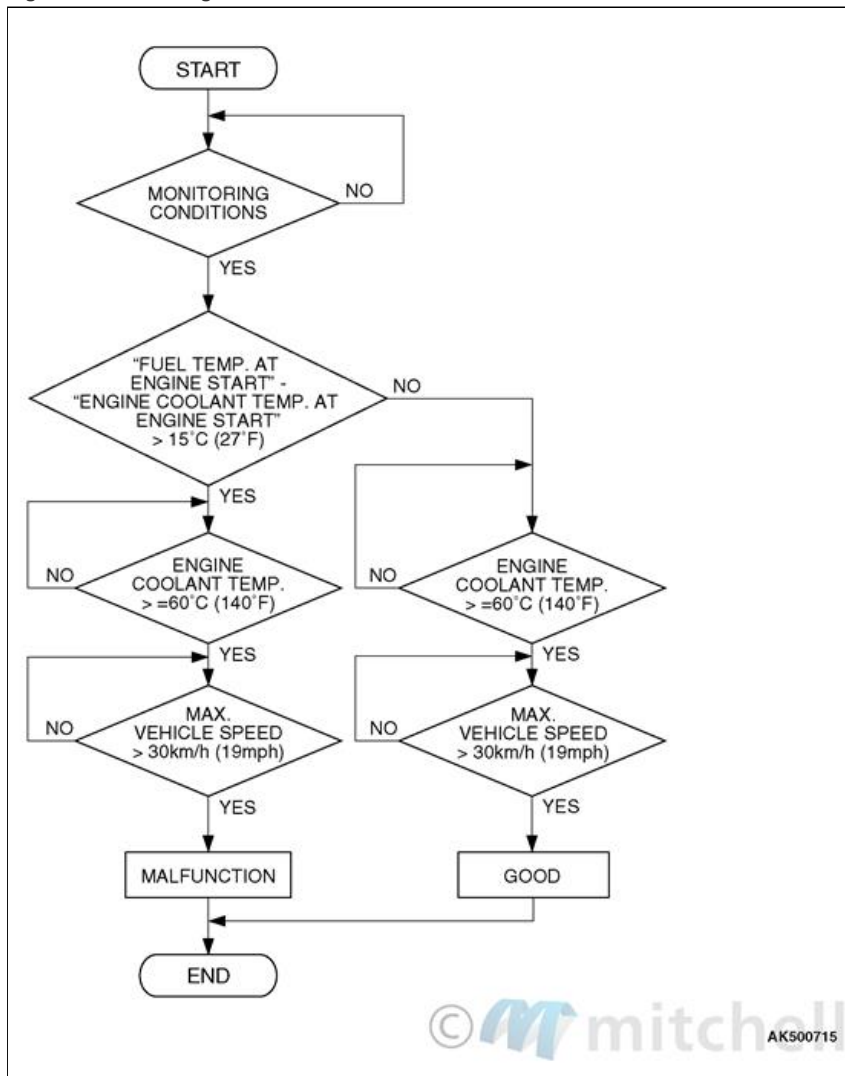 START
MONITORING
CONDITIONS
NO
YES
“FUEL TEMP. AT
ENGINE START” -
“ENGINE COOLANT TEMP. AT
ENGINE START”
> 15°C (27°F)
NO
YES
ENGINE
COOLANT TEMP.
> =60°C (140°F)
NO
YES
MAX.
VEHICLE SPEED
> 30km/h (19mph)
NO
YES
MALFUNCTION
ENGINE
COOLANT TEMP.
> =60°C (140°F)
NO
YES
MAX.
VEHICLE SPEED
> 30km/h (19mph)
NO
YES
GOOD
END
© mitchell
AK500715